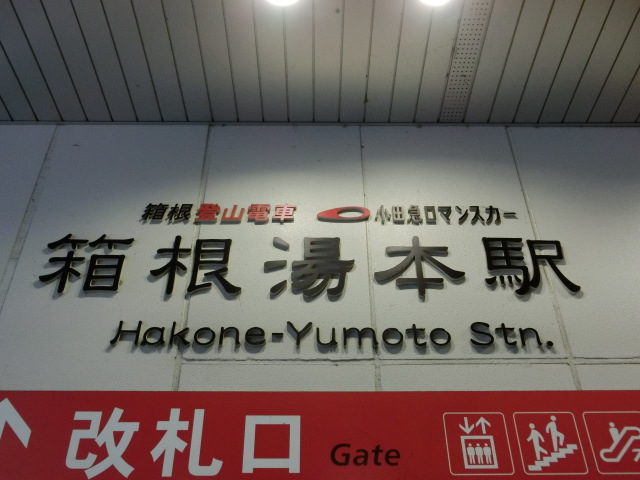 箱根登山電車 小田急ロマンスカー
箱根湯本駅
Hakone-Yumoto Stn.
改札口 Gate